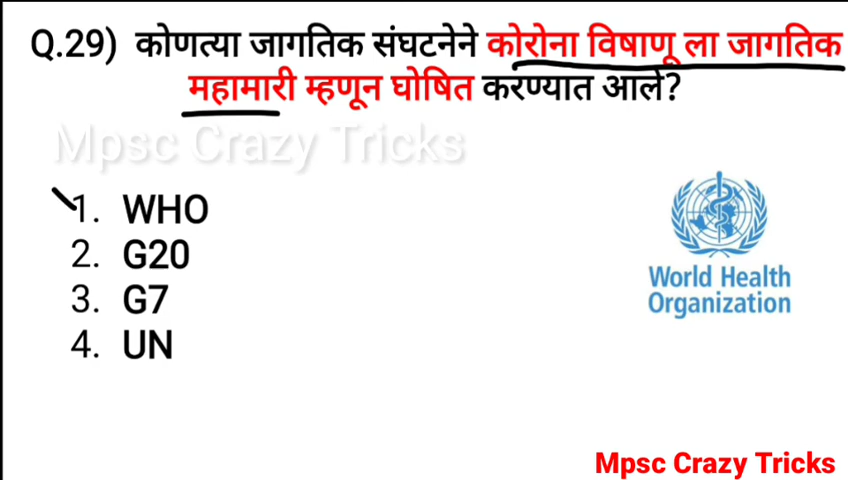 Q.29) कोणत्या जागतिक संघटनेने कोरोना विषाणू ला जागतिक
महामारी म्हणून घोषित करण्यात आले?
Mpsc Crazy Tricks
1. WHO
2. G20
3. G7
4. UN
World Health
Organization
Mpsc Crazy Tricks